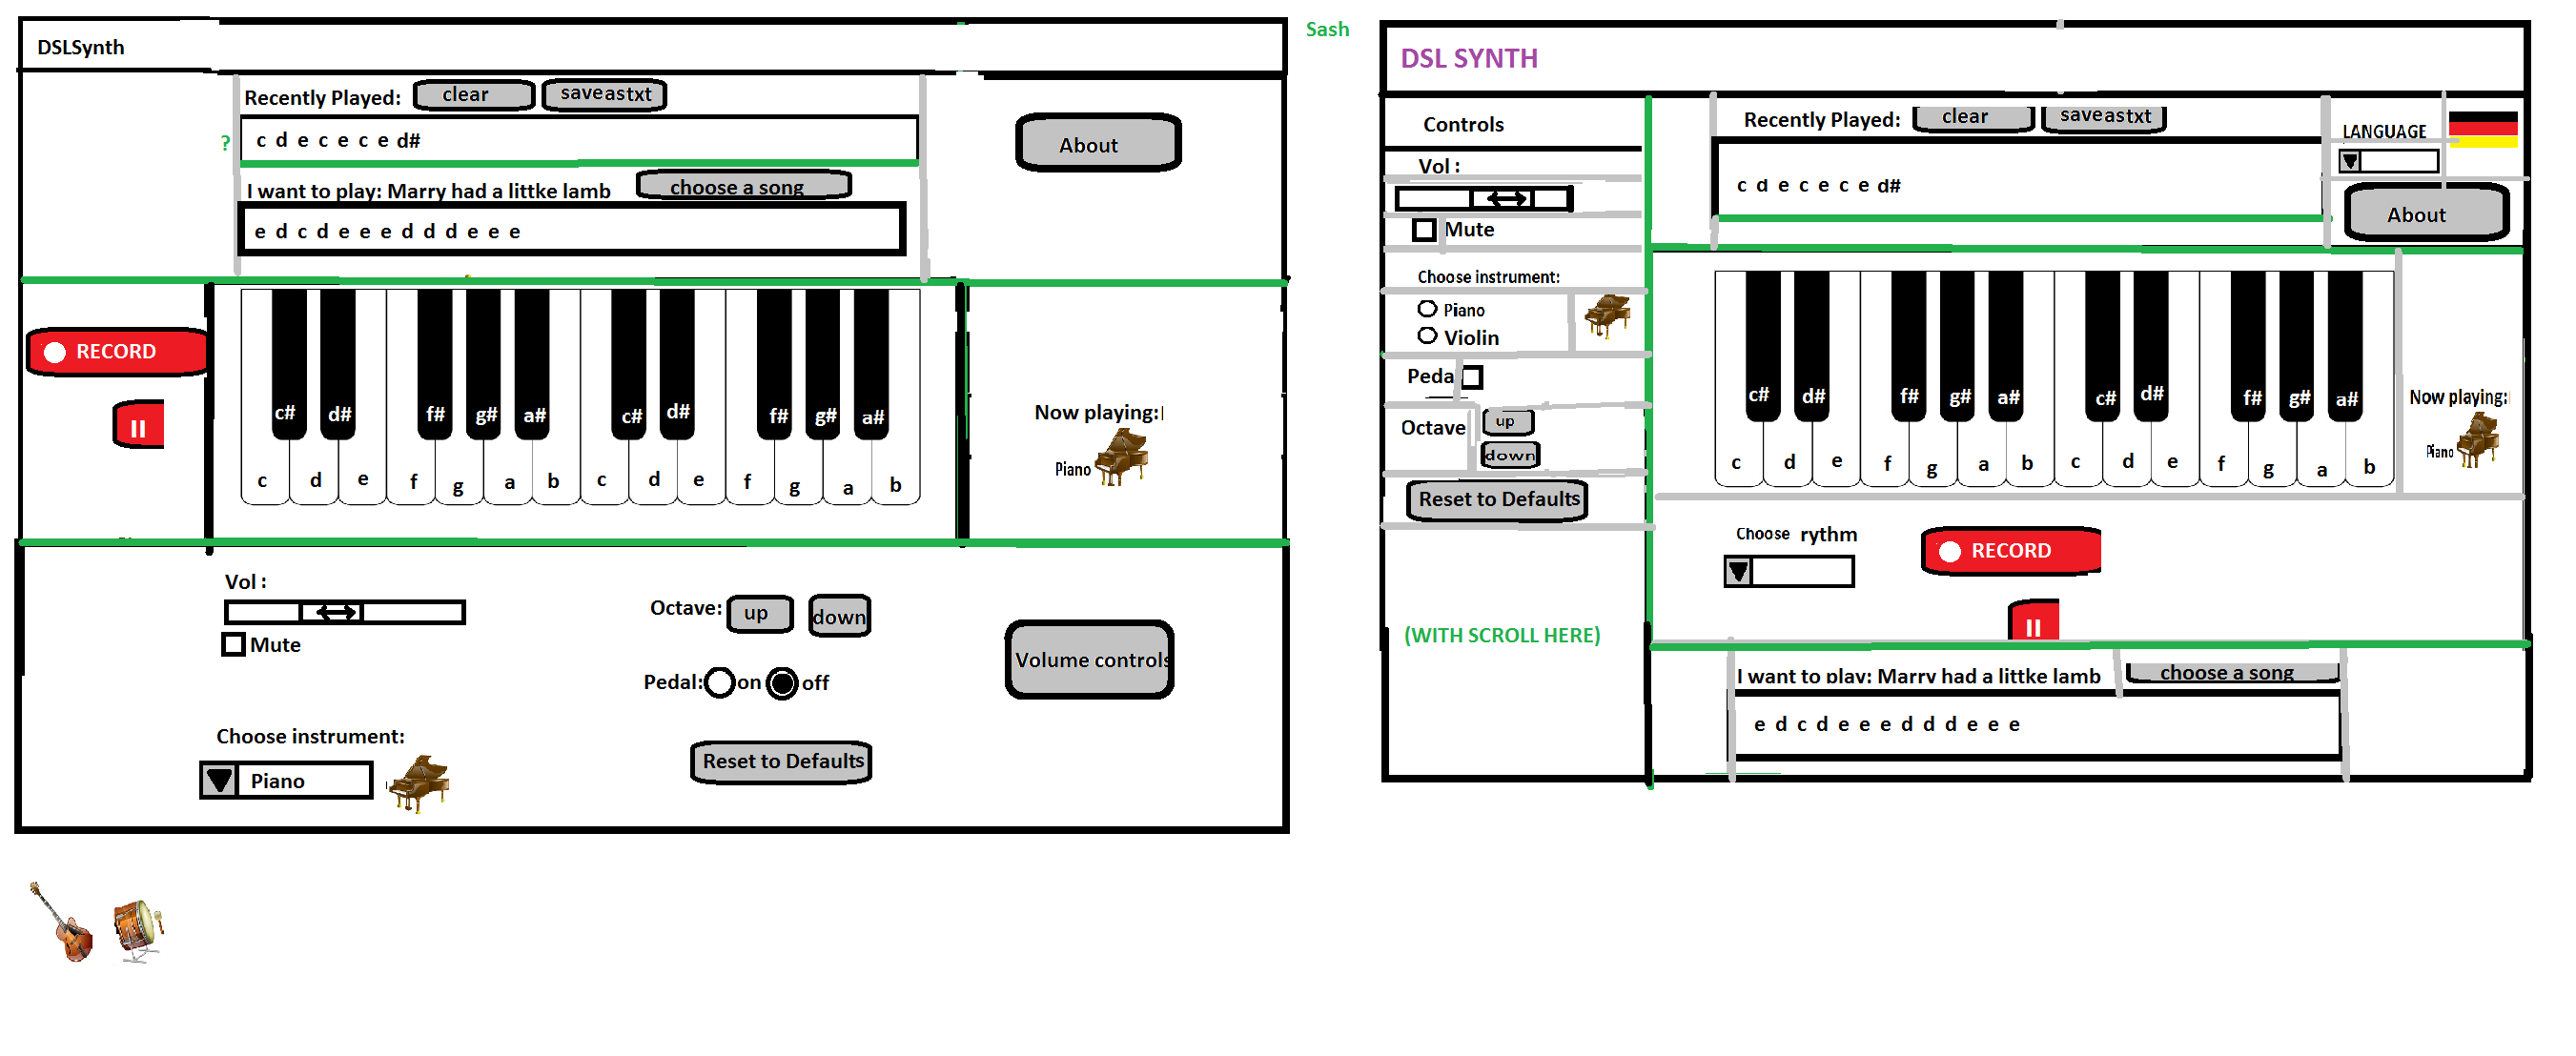 DSLSynth
Recently Played: clear saveastxt
? c d e c e c e d#
I want to play: Marry had a littke lamb choose a song
e d c d e e e d d d e e e
About
RECORD
II
c# d# f# g# a# c# d# f# g# a#
c d e f g a b c d e f g a b
Now playing:
Piano
Vol :
Mute
Octave: up down
Pedal: on off
Volume controls
Choose instrument:
Piano
Reset to Defaults
Sash
DSL SYNTH
Controls
Vol :
Mute
Choose instrument:
Piano
Violin
Peda
Octave up
down
Reset to Defaults
(WITH SCROLL HERE)
Recently Played: clear saveastxt
c d e c e c e d#
LANGUAGE
About
c# d# f# g# a# c# d# f# g# a#
c d e f g a b c d e f g a b
Now playing:
Piano
Choose rythm
RECORD
II
I want to play: Marry had a littke lamb choose a song
e d c d e e e d d d e e e